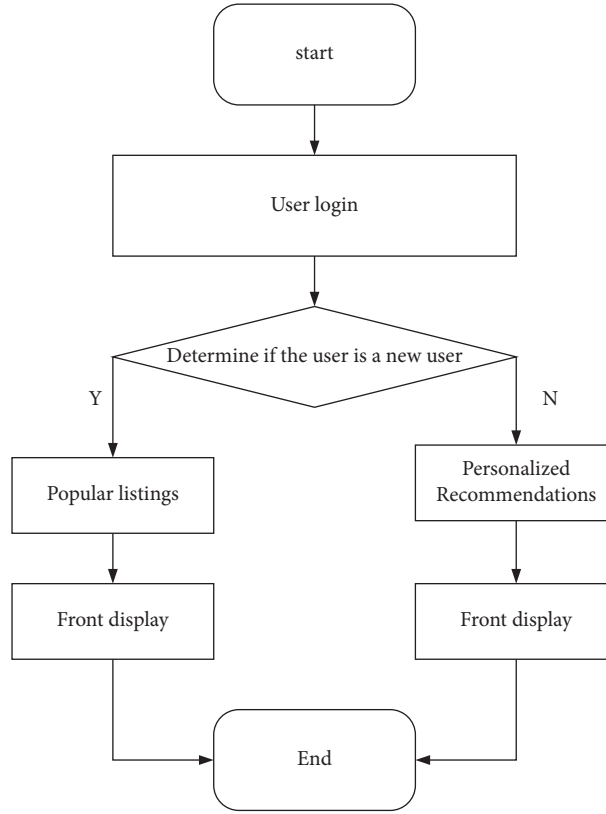 start
User login
Determine if the user is a new user
Y
N
Popular listings
Personalized
Recommendations
Front display
Front display
End